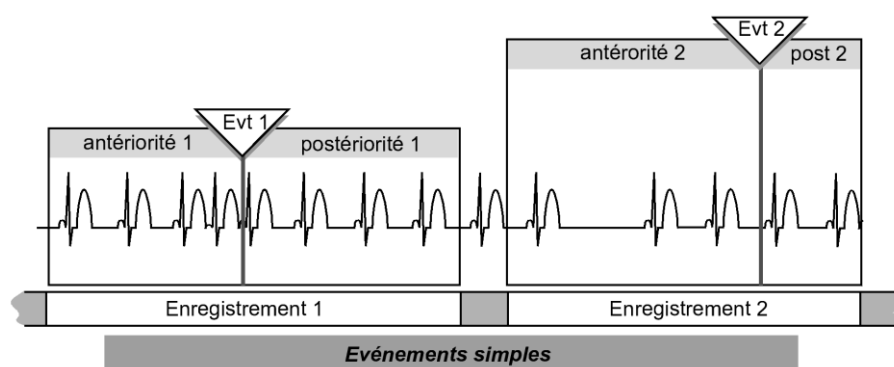 Evt 2
antérorité 2
post 2
Evt 1
antériorité 1
postériorité 1
Enregistrement 1
Enregistrement 2
Evénements simples